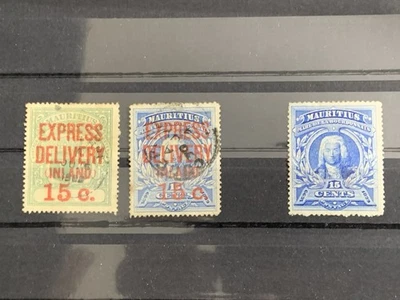 MAURITIUS
EXPRESS
DELIVERY
(INLAND)
15 c.
MAURITIUS
EXPRESS
DELIVERY
(INLAND)
15 c.
MAURITIUS
15
CENTS